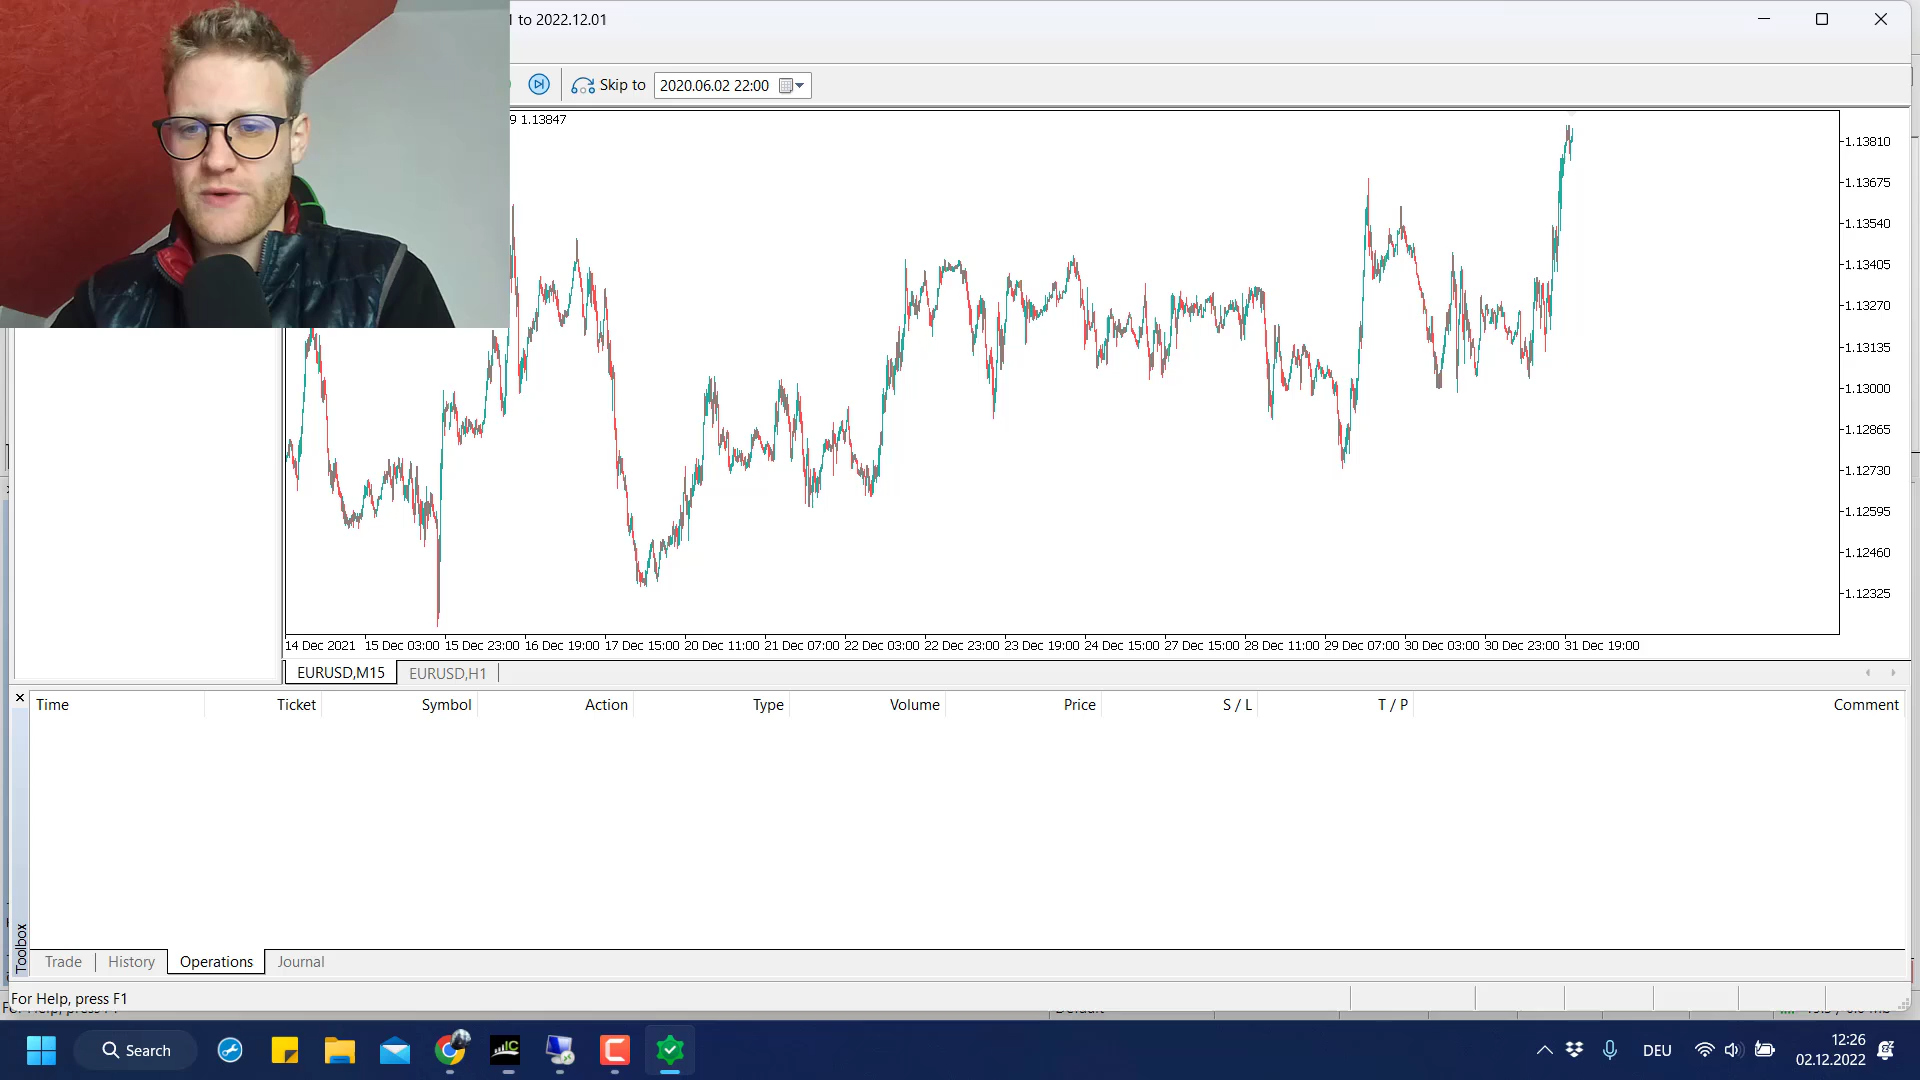 1 to 2022.12.01
Skip to 2020.06.02 22:00
9 1.13847
1.13810
1.13675
1.13540
1.13405
1.13270
1.13135
1.13000
1.12865
1.12730
1.12595
1.12460
1.12325
14 Dec 2021 15 Dec 03:00 15 Dec 23:00 16 Dec 19:00 17 Dec 15:00 20 Dec 11:00 21 Dec 07:00 22 Dec 03:00 22 Dec 23:00 23 Dec 19:00 24 Dec 15:00 27 Dec 15:00 28 Dec 11:00 29 Dec 07:00 30 Dec 03:00 30 Dec 23:00 31 Dec 19:00
EURUSD,M15 EURUSD,H1
Time Ticket Symbol Action Type Volume Price S / L T / P Comment
Toolbox
Trade History Operations Journal
For Help, press F1
Search
DEU
12:26
02.12.2022